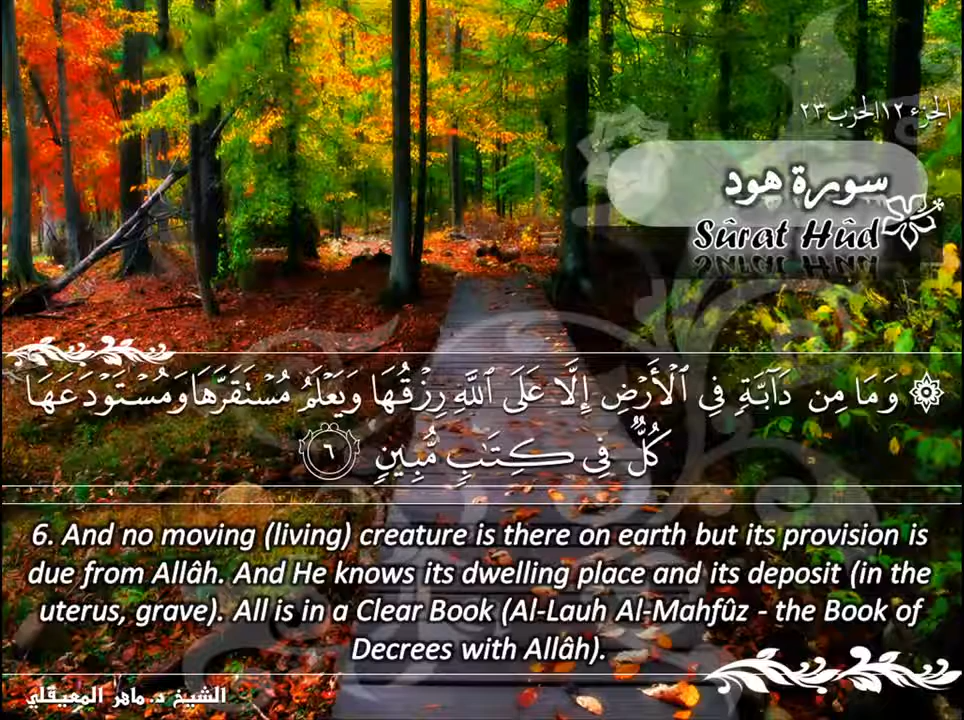 الجزء ١٢ الحزب ٢٣
سورة هود
Sûrat Hûd
۞ وَمَا مِن دَآبَّةٍ فِي ٱلْأَرْضِ إِلَّا عَلَى ٱللَّهِ رِزْقُهَا وَيَعْلَمُ مُسْتَقَرَّهَا وَمُسْتَوْدَعَهَا
كُلٌّ فِي كِتَٰبٍ مُّبِينٍ ٦
6. And no moving (living) creature is there on earth but its provision is
due from Allâh. And He knows its dwelling place and its deposit (in the
uterus, grave). All is in a Clear Book (Al-Lauh Al-Mahfûz - the Book of
Decrees with Allâh).
الشيخ د. ماهر المعيقلي